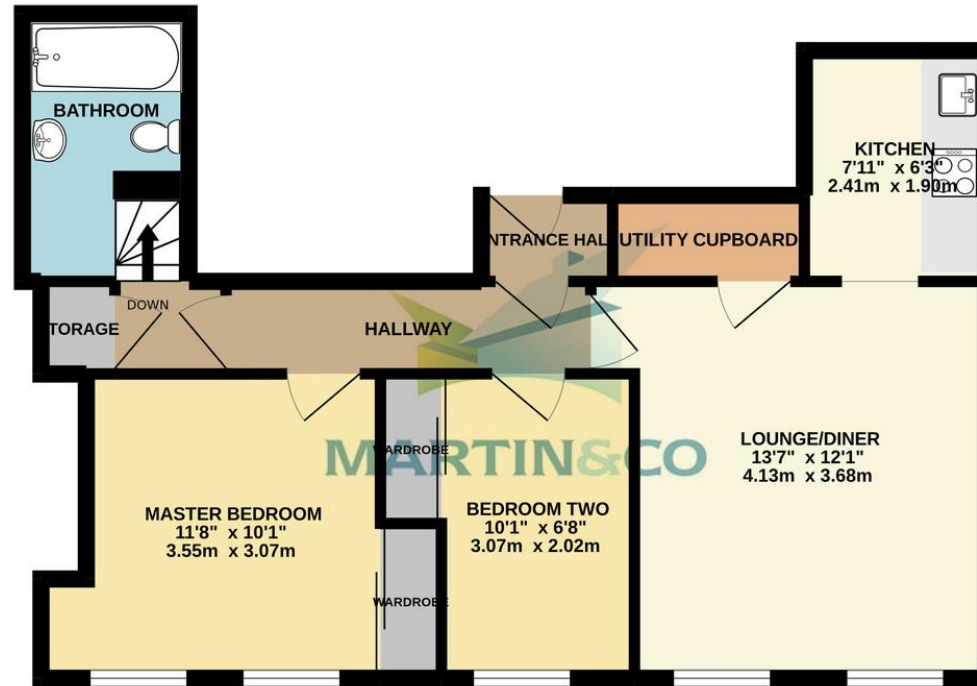 BATHROOM
KITCHEN
7'11" x 6'3"
2.41m x 1.90m
NTRANCE HAL
UTILITY CUPBOARD
DOWN
TORAGE
HALLWAY
MARTIN&CO
LOUNGE/DINER
13'7" x 12'1"
4.13m x 3.68m
ARDROBE
MASTER BEDROOM
11'8" x 10'1"
3.55m x 3.07m
BEDROOM TWO
10'1" x 6'8"
3.07m x 2.02m
WARDROBE